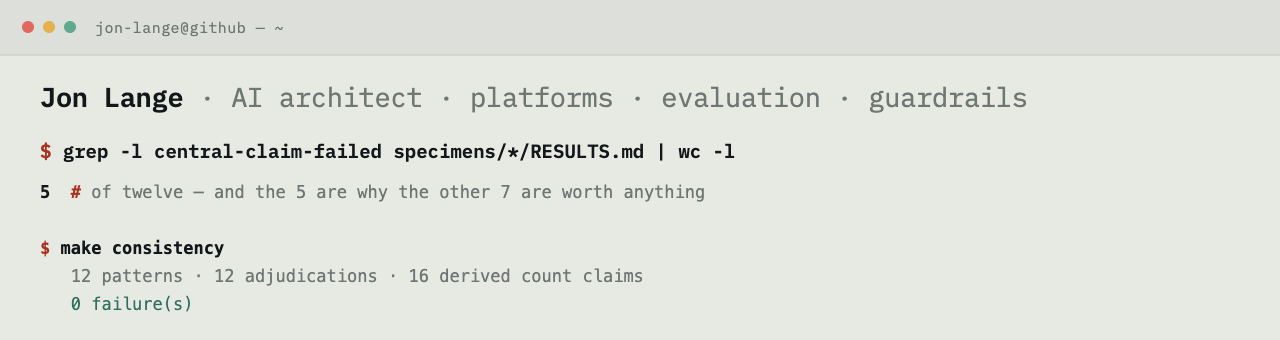 jon-lange@github — ~
Jon Lange · AI architect · platforms · evaluation · guardrails
$ grep -l central-claim-failed specimens/*/RESULTS.md | wc -l
5 # of twelve — and the 5 are why the other 7 are worth anything
$ make consistency
12 patterns · 12 adjudications · 16 derived count claims
0 failure(s)